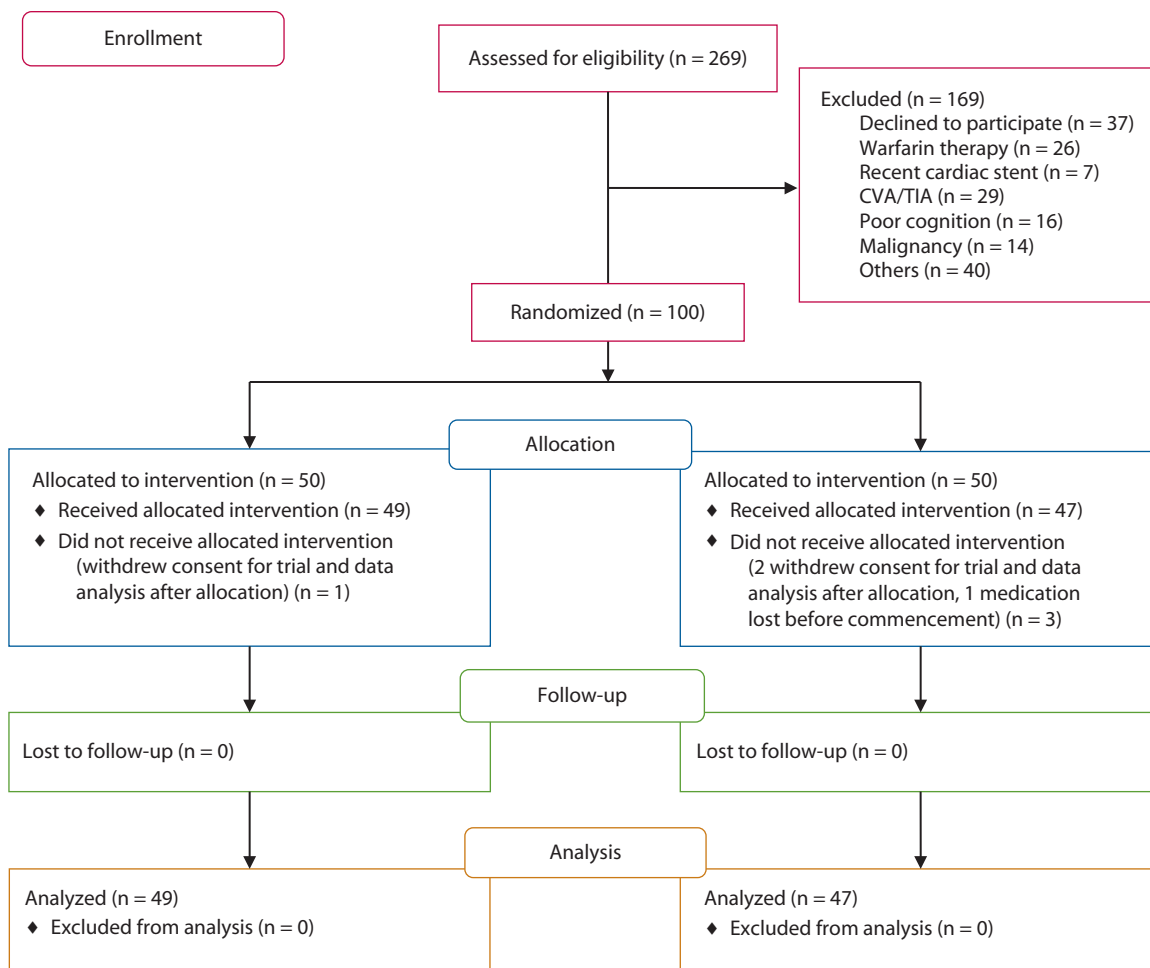 Enrollment
Assessed for eligibility (n = 269)
Excluded (n = 169)
Declined to participate (n = 37)
Warfarin therapy (n = 26)
Recent cardiac stent (n = 7)
CVA/TIA (n = 29)
Poor cognition (n = 16)
Malignancy (n = 14)
Others (n = 40)
Randomized (n = 100)
Allocation
Allocated to intervention (n = 50)
♦ Received allocated intervention (n = 49)
♦ Did not receive allocated intervention
(withdrew consent for trial and data
analysis after allocation) (n = 1)
Allocated to intervention (n = 50)
♦ Received allocated intervention (n = 47)
♦ Did not receive allocated intervention
(2 withdrew consent for trial and data
analysis after allocation, 1 medication
lost before commencement) (n = 3)
Follow-up
Lost to follow-up (n = 0)
Lost to follow-up (n = 0)
Analysis
Analyzed (n = 49)
♦ Excluded from analysis (n = 0)
Analyzed (n = 47)
♦ Excluded from analysis (n = 0)